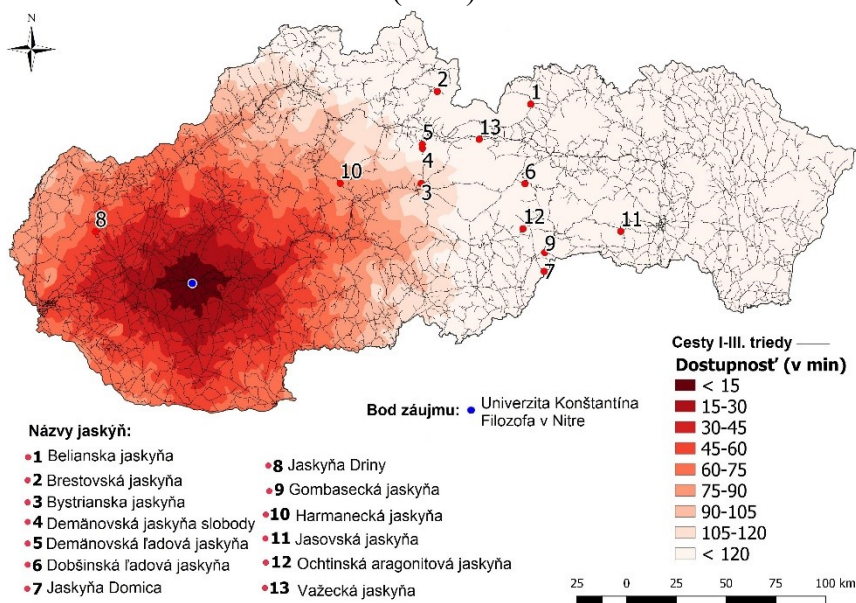 N
2
1
5
13
4
10
3
6
8
12
11
9
7
Cesty I-III. triedy
Dostupnosť (v min)
< 15
15-30
30-45
45-60
60-75
75-90
90-105
105-120
< 120
Bod záujmu:
Univerzita Konštantína
Filozofa v Nitre
Názvy jaskýň:
1 Belianska jaskyňa
2 Brestovská jaskyňa
3 Bystrianska jaskyňa
4 Demänovská jaskyňa slobody
5 Demänovská ľadová jaskyňa
6 Dobšinská ľadová jaskyňa
7 Jaskyňa Domica
8 Jaskyňa Driny
9 Gombasecká jaskyňa
10 Harmanecká jaskyňa
11 Jasovská jaskyňa
12 Ochtinská aragonitová jaskyňa
13 Važecká jaskyňa
25 0 25 50 75 100 km